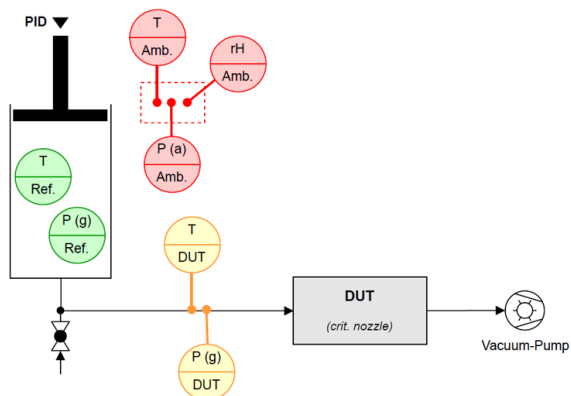 PID
T
Amb.
rH
Amb.
P (a)
Amb.
T
Ref.
P (g)
Ref.
T
DUT
P (g)
DUT
DUT
(crit. nozzle)
Vacuum-Pump